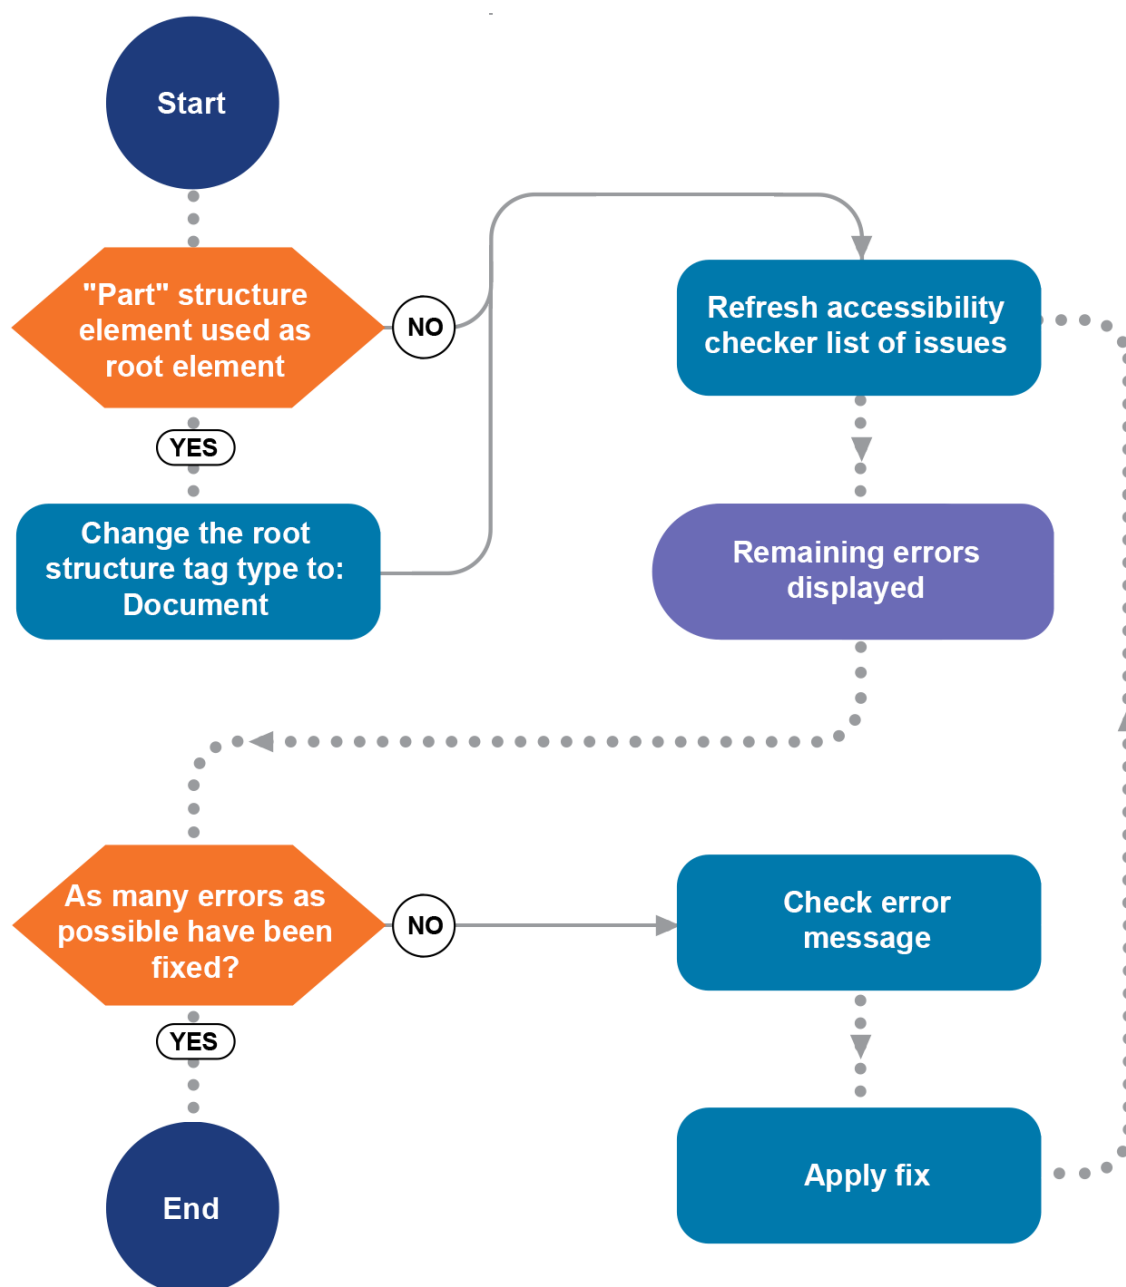 Start
"Part" structure
element used as
root element
NO
YES
Change the root
structure tag type to:
Document
Refresh accessibility
checker list of issues
Remaining errors
displayed
As many errors as
possible have been
fixed?
NO
YES
Check error
message
Apply fix
End